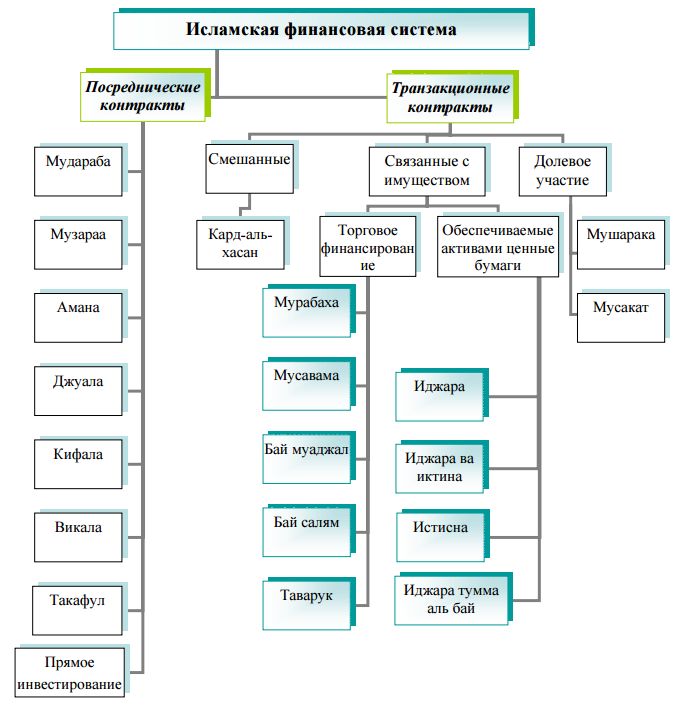 Исламская финансовая система
Посреднические
контракты
Транзакционные
контракты
Мудараба
Музараа
Амана
Джуала
Кифала
Викала
Такафул
Прямое
инвестирование
Смешанные
Кард-аль-
хасан
Связанные с
имуществом
Торговое
финансирован
ие
Мурабаха
Мусавама
Бай муаджал
Бай салям
Таварук
Обеспечиваемые
активами ценные
бумаги
Иджара
Иджара ва
иктина
Истисна
Иджара тумма
аль бай
Долевое
участие
Мушарака
Мусакат